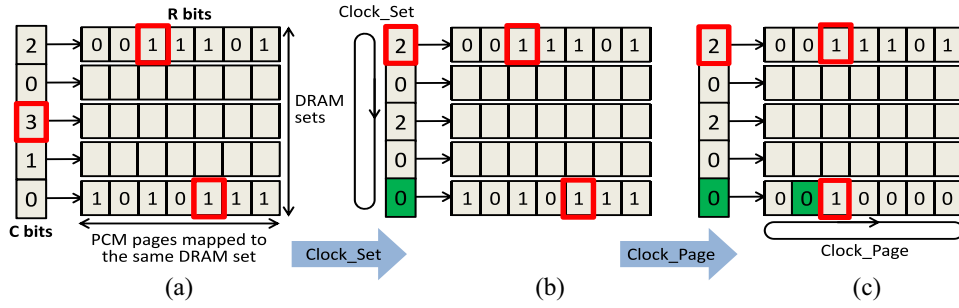 R bits
2 0 0 1 1 1 0 1
0
3
1
0 1 0 1 0 1 1 1
C bits
DRAM
sets
PCM pages mapped to
the same DRAM set
(a)
Clock_Set
Clock_Set
2 0 0 1 1 1 0 1
0
2
0
0 1 0 1 0 1 1 1
(b)
Clock_Page
2 0 0 1 1 1 0 1
0
2
0
0 0 0 1 0 0 0 0
Clock_Page
(c)